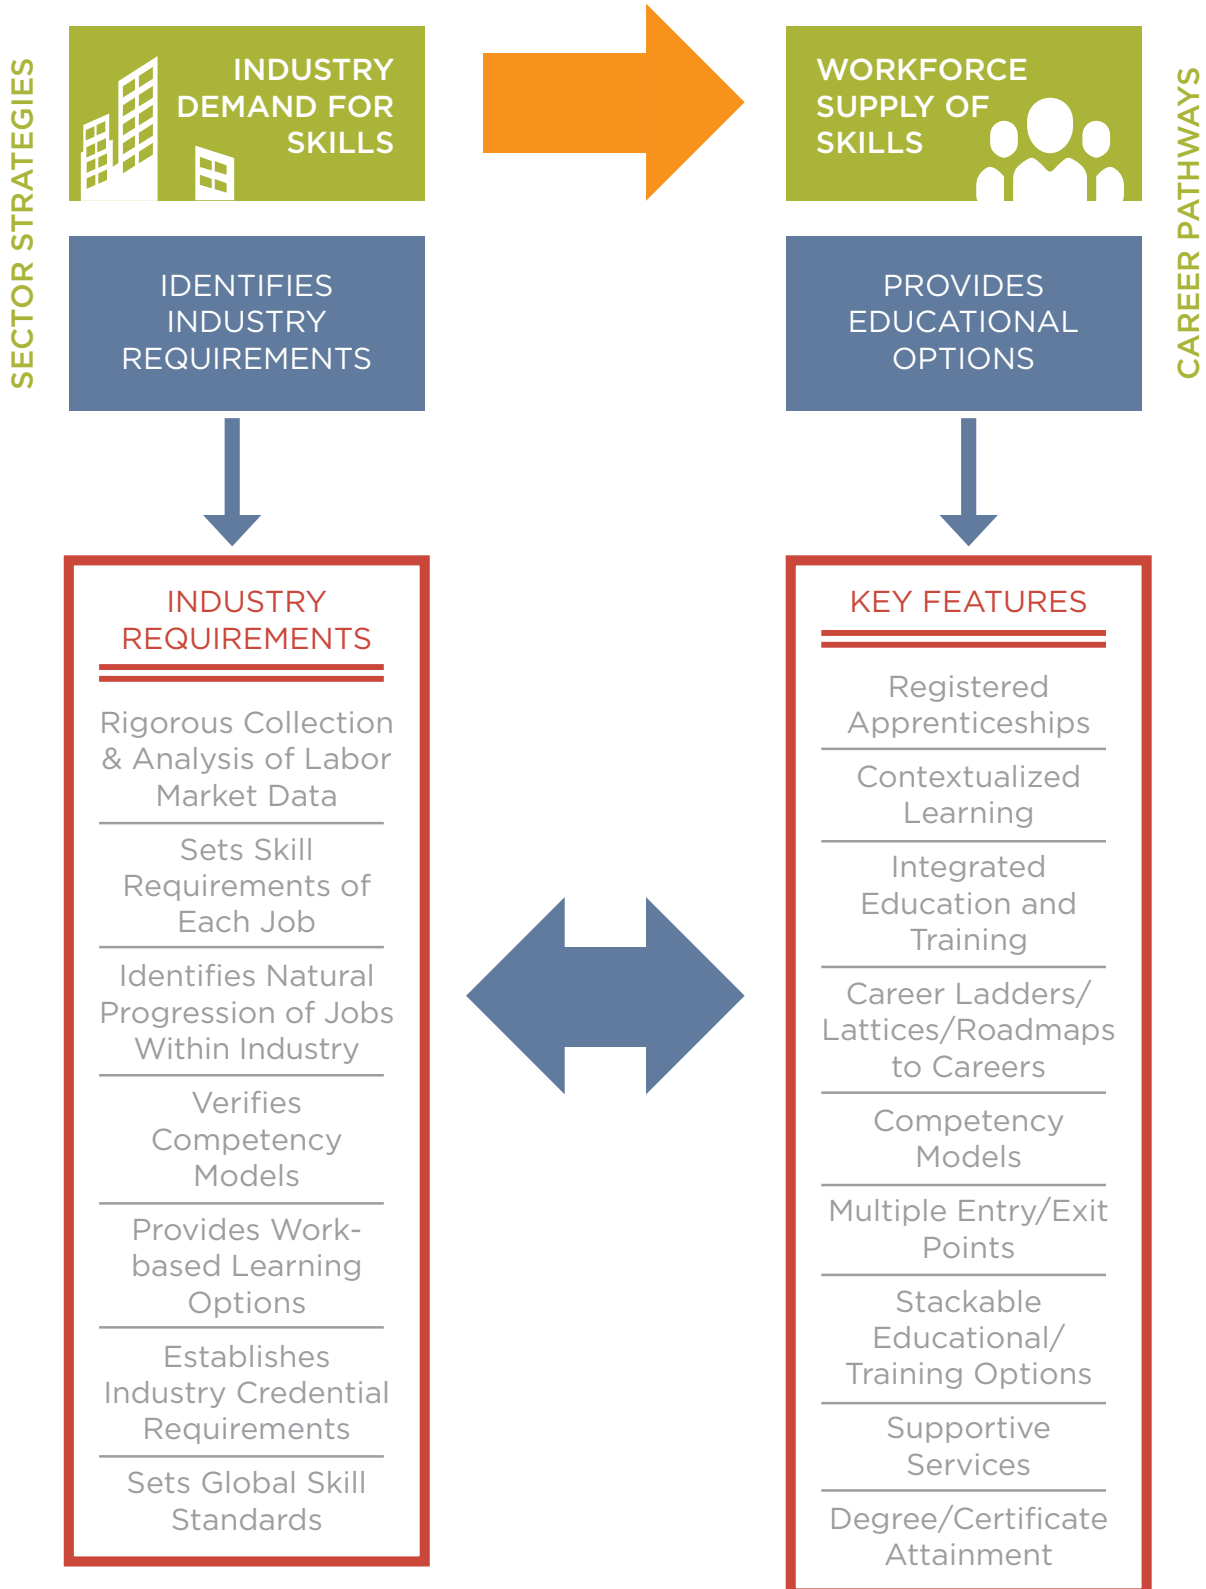 SECTOR STRATEGIES
INDUSTRY
DEMAND FOR
SKILLS
IDENTIFIES
INDUSTRY
REQUIREMENTS
INDUSTRY
REQUIREMENTS
Rigorous Collection
& Analysis of Labor
Market Data
Sets Skill
Requirements of
Each Job
Identifies Natural
Progression of Jobs
Within Industry
Verifies
Competency
Models
Provides Work-
based Learning
Options
Establishes
Industry Credential
Requirements
Sets Global Skill
Standards
WORKFORCE
SUPPLY OF
SKILLS
CAREER PATHWAYS
PROVIDES
EDUCATIONAL
OPTIONS
KEY FEATURES
Registered
Apprenticeships
Contextualized
Learning
Integrated
Education and
Training
Career Ladders/
Lattices/Roadmaps
to Careers
Competency
Models
Multiple Entry/Exit
Points
Stackable
Educational/
Training Options
Supportive
Services
Degree/Certificate
Attainment